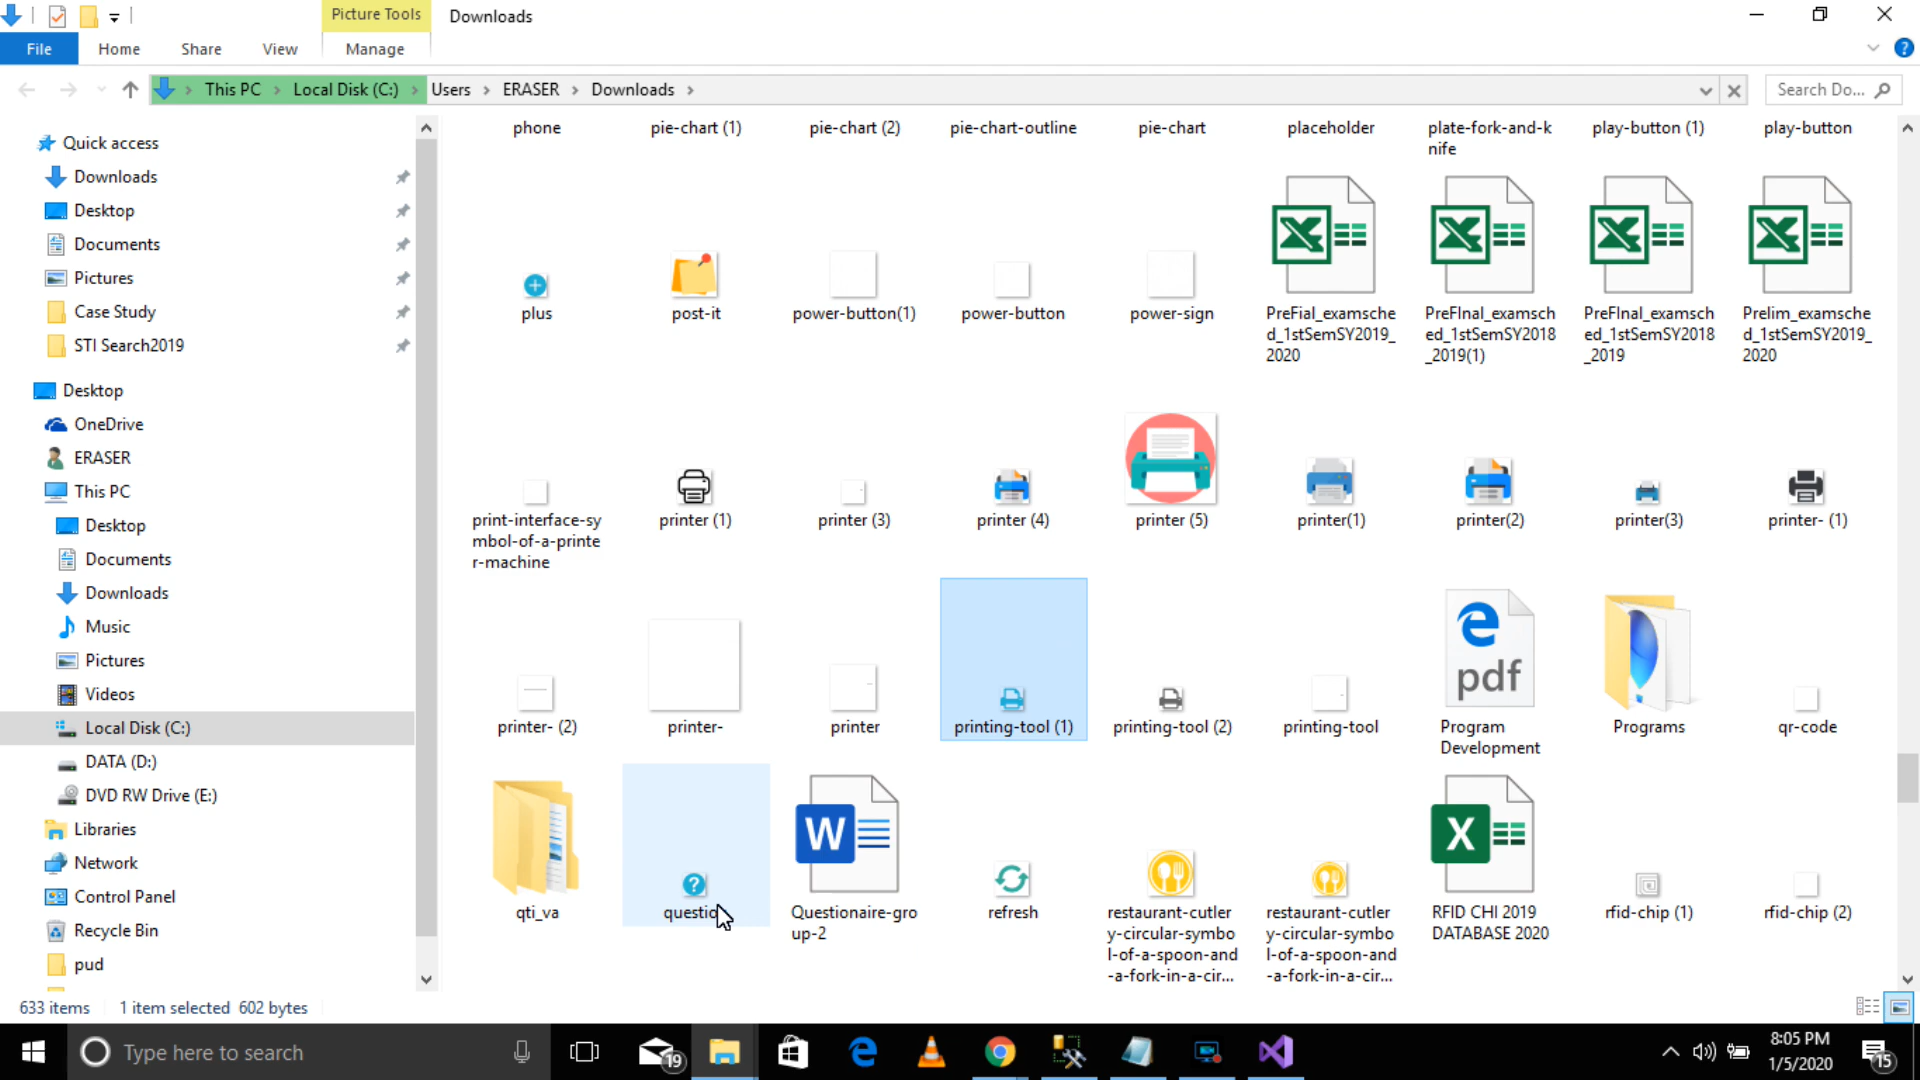 Picture Tools
Downloads
File
Home
Share
View
Manage
This PC
Local Disk (C:)
Users
ERASER
Downloads
Search Do...
Quick access
Downloads
Desktop
Documents
Pictures
Case Study
STI Search2019
Desktop
OneDrive
ERASER
This PC
Desktop
Documents
Downloads
Music
Pictures
Videos
Local Disk (C:)
DATA (D:)
DVD RW Drive (E:)
Libraries
Network
Control Panel
Recycle Bin
pud
phone
pie-chart (1)
pie-chart (2)
pie-chart-outline
pie-chart
placeholder
plate-fork-and-k
nife
play-button (1)
play-button
plus
post-it
power-button(1)
power-button
power-sign
PreFial_examsche
d_1stSemSY2019_
2020
PreFInal_examsch
ed_1stSemSY2018
_2019(1)
PreFInal_examsch
ed_1stSemSY2018
_2019
Prelim_examsche
d_1stSemSY2019_
2020
print-interface-sy
mbol-of-a-printe
r-machine
printer (1)
printer (3)
printer (4)
printer (5)
printer(1)
printer(2)
printer(3)
printer- (1)
printer- (2)
printer-
printer
printing-tool (1)
printing-tool (2)
printing-tool
pdf
Program
Development
Programs
qr-code
qti_va
questio
W
Questionaire-gro
up-2
refresh
restaurant-cutler
y-circular-symbo
l-of-a-spoon-and
-a-fork-in-a-cir...
restaurant-cutler
y-circular-symbo
l-of-a-spoon-and
-a-fork-in-a-cir...
X
RFID CHI 2019
DATABASE 2020
rfid-chip (1)
rfid-chip (2)
633 items
1 item selected 602 bytes
Type here to search
19
8:05 PM
1/5/2020
15